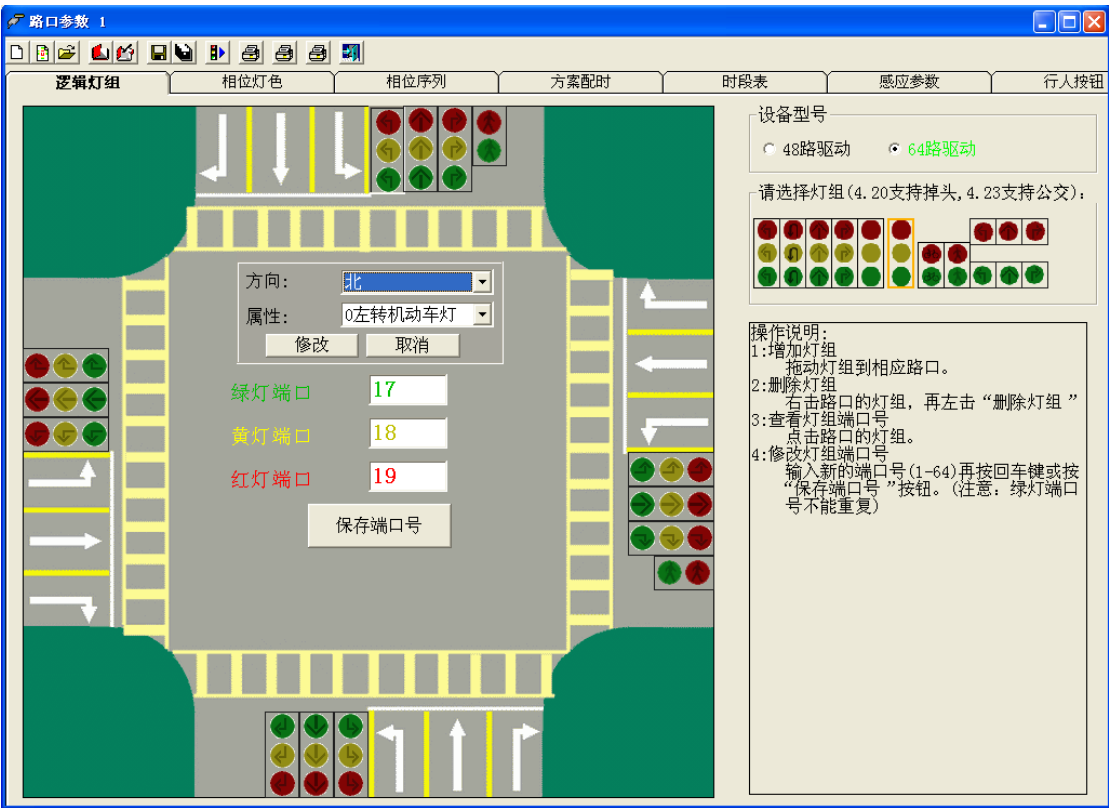 路口参数 1
逻辑灯组
相位灯色
相位序列
方案配时
时段表
感应参数
行人按钮
设备型号
48路驱动
64路驱动
请选择灯组(4.20支持掉头,4.23支持公交):
方向:
北
属性:
0左转机动车灯
修改
取消
绿灯端口
17
黄灯端口
18
红灯端口
19
保存端口号
操作说明:
1:增加灯组
拖动灯组到相应路口。
2:删除灯组
右击路口的灯组, 再左击“删除灯组 ”
3:查看灯组端口号
点击路口的灯组。
4:修改灯组端口号
输入新的端口号(1-64)再按回车键或按
“保存端口号 ”按钮。(注意: 绿灯端口
号不能重复)